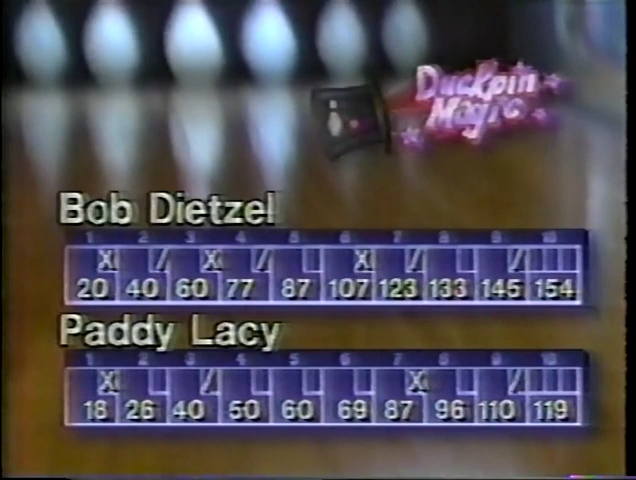 Duckpin
Magic
Bob Dietzel
1 2 3 4 5 6 7 8 9 10
X / X / X / /
20 40 60 77 87 107 123 133 145 154
Paddy Lacy
1 2 3 4 5 6 7 8 9 10
X / X /
18 26 40 50 60 69 87 96 110 119